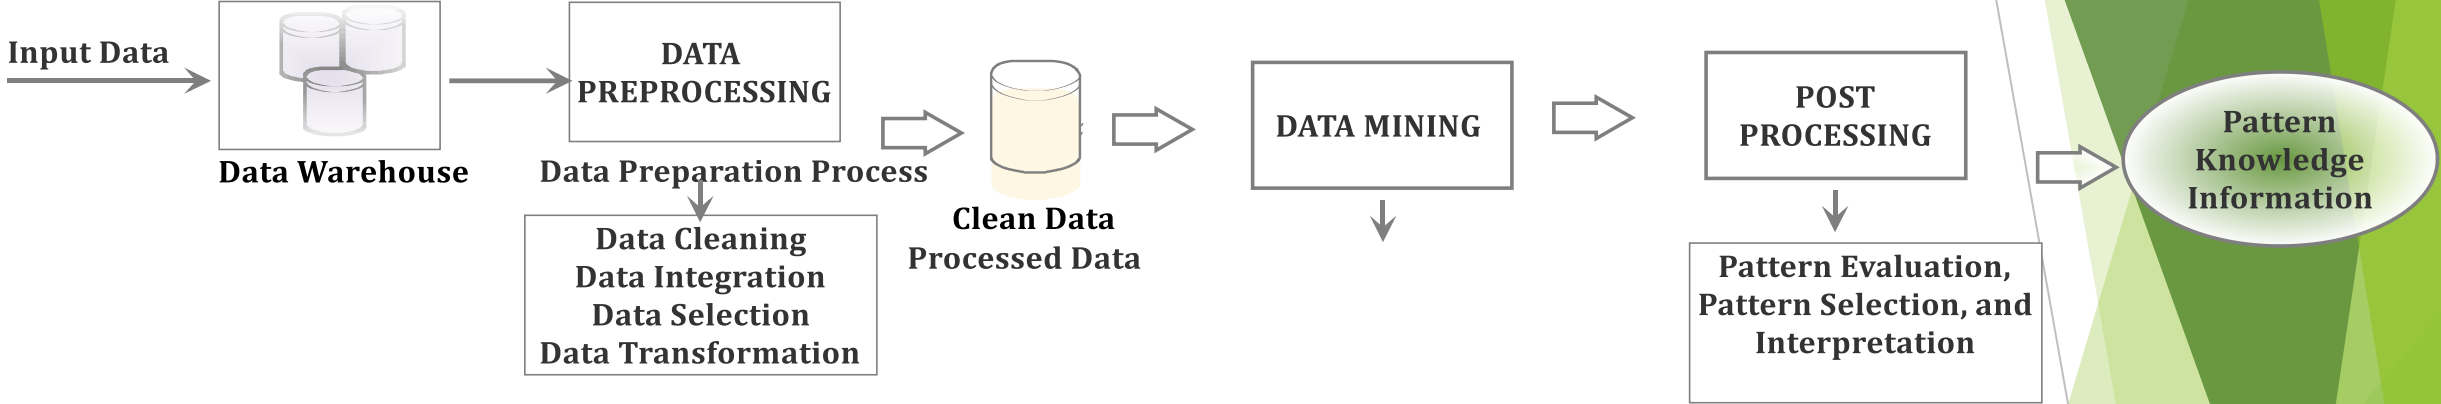 Input Data
Data Warehouse
DATA
PREPROCESSING
Data Preparation Process
Data Cleaning
Data Integration
Data Selection
Data Transformation
Clean Data
Processed Data
DATA MINING
POST
PROCESSING
Pattern Evaluation,
Pattern Selection, and
Interpretation
Pattern
Knowledge
Information